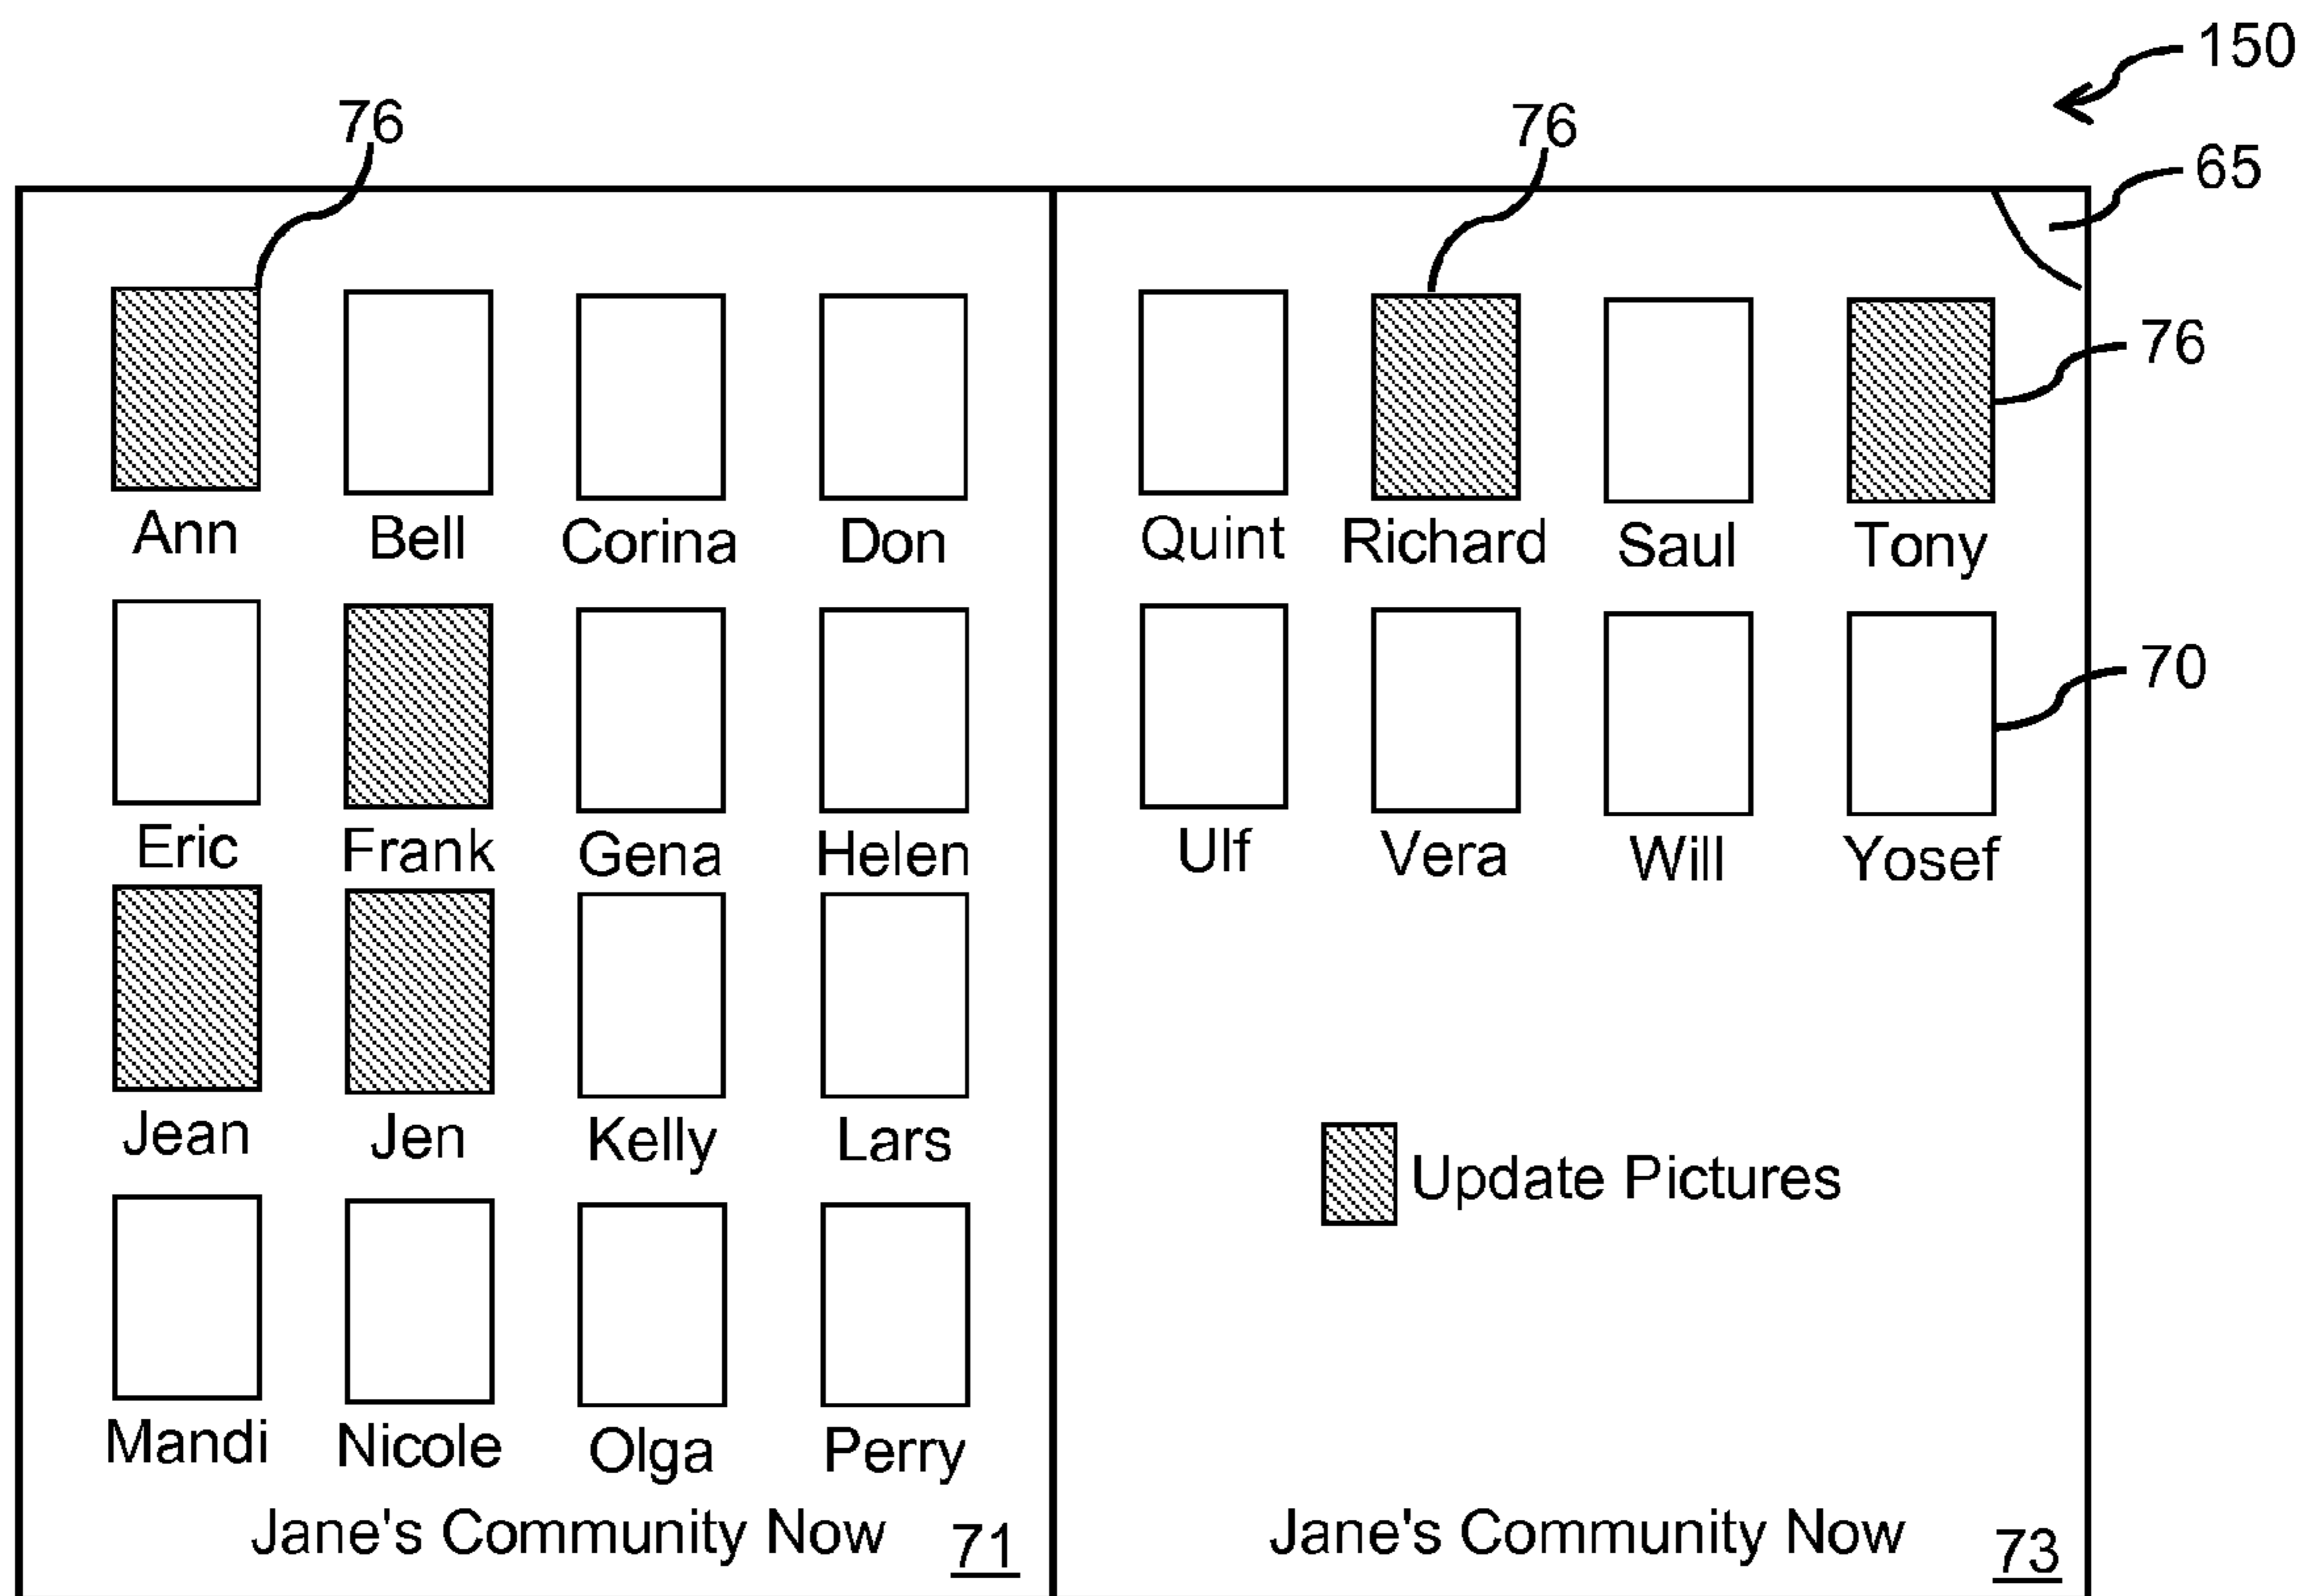 150
76 76
65
76
Ann Bell Corina Don
Quint Richard Saul Tony
70
Eric Frank Gena Helen
Ulf Vera Will Yosef
Jean Jen Kelly Lars
Update Pictures
Mandi Nicole Olga Perry
Jane's Community Now 71
Jane's Community Now 73